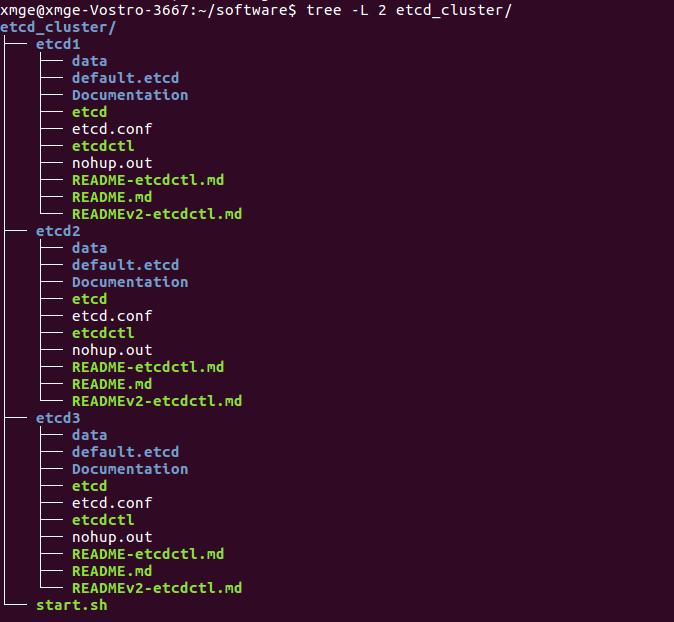 xmge@xmge-Vostro-3667:~/software$ tree -L 2 etcd_cluster/
etcd_cluster/
├── etcd1
│   ├── data
│   ├── default.etcd
│   ├── Documentation
│   ├── etcd
│   ├── etcd.conf
│   ├── etcdctl
│   ├── nohup.out
│   ├── README-etcdctl.md
│   ├── README.md
│   └── READMEv2-etcdctl.md
├── etcd2
│   ├── data
│   ├── default.etcd
│   ├── Documentation
│   ├── etcd
│   ├── etcd.conf
│   ├── etcdctl
│   ├── nohup.out
│   ├── README-etcdctl.md
│   ├── README.md
│   └── READMEv2-etcdctl.md
├── etcd3
│   ├── data
│   ├── default.etcd
│   ├── Documentation
│   ├── etcd
│   ├── etcd.conf
│   ├── etcdctl
│   ├── nohup.out
│   ├── README-etcdctl.md
│   ├── README.md
│   └── READMEv2-etcdctl.md
└── start.sh